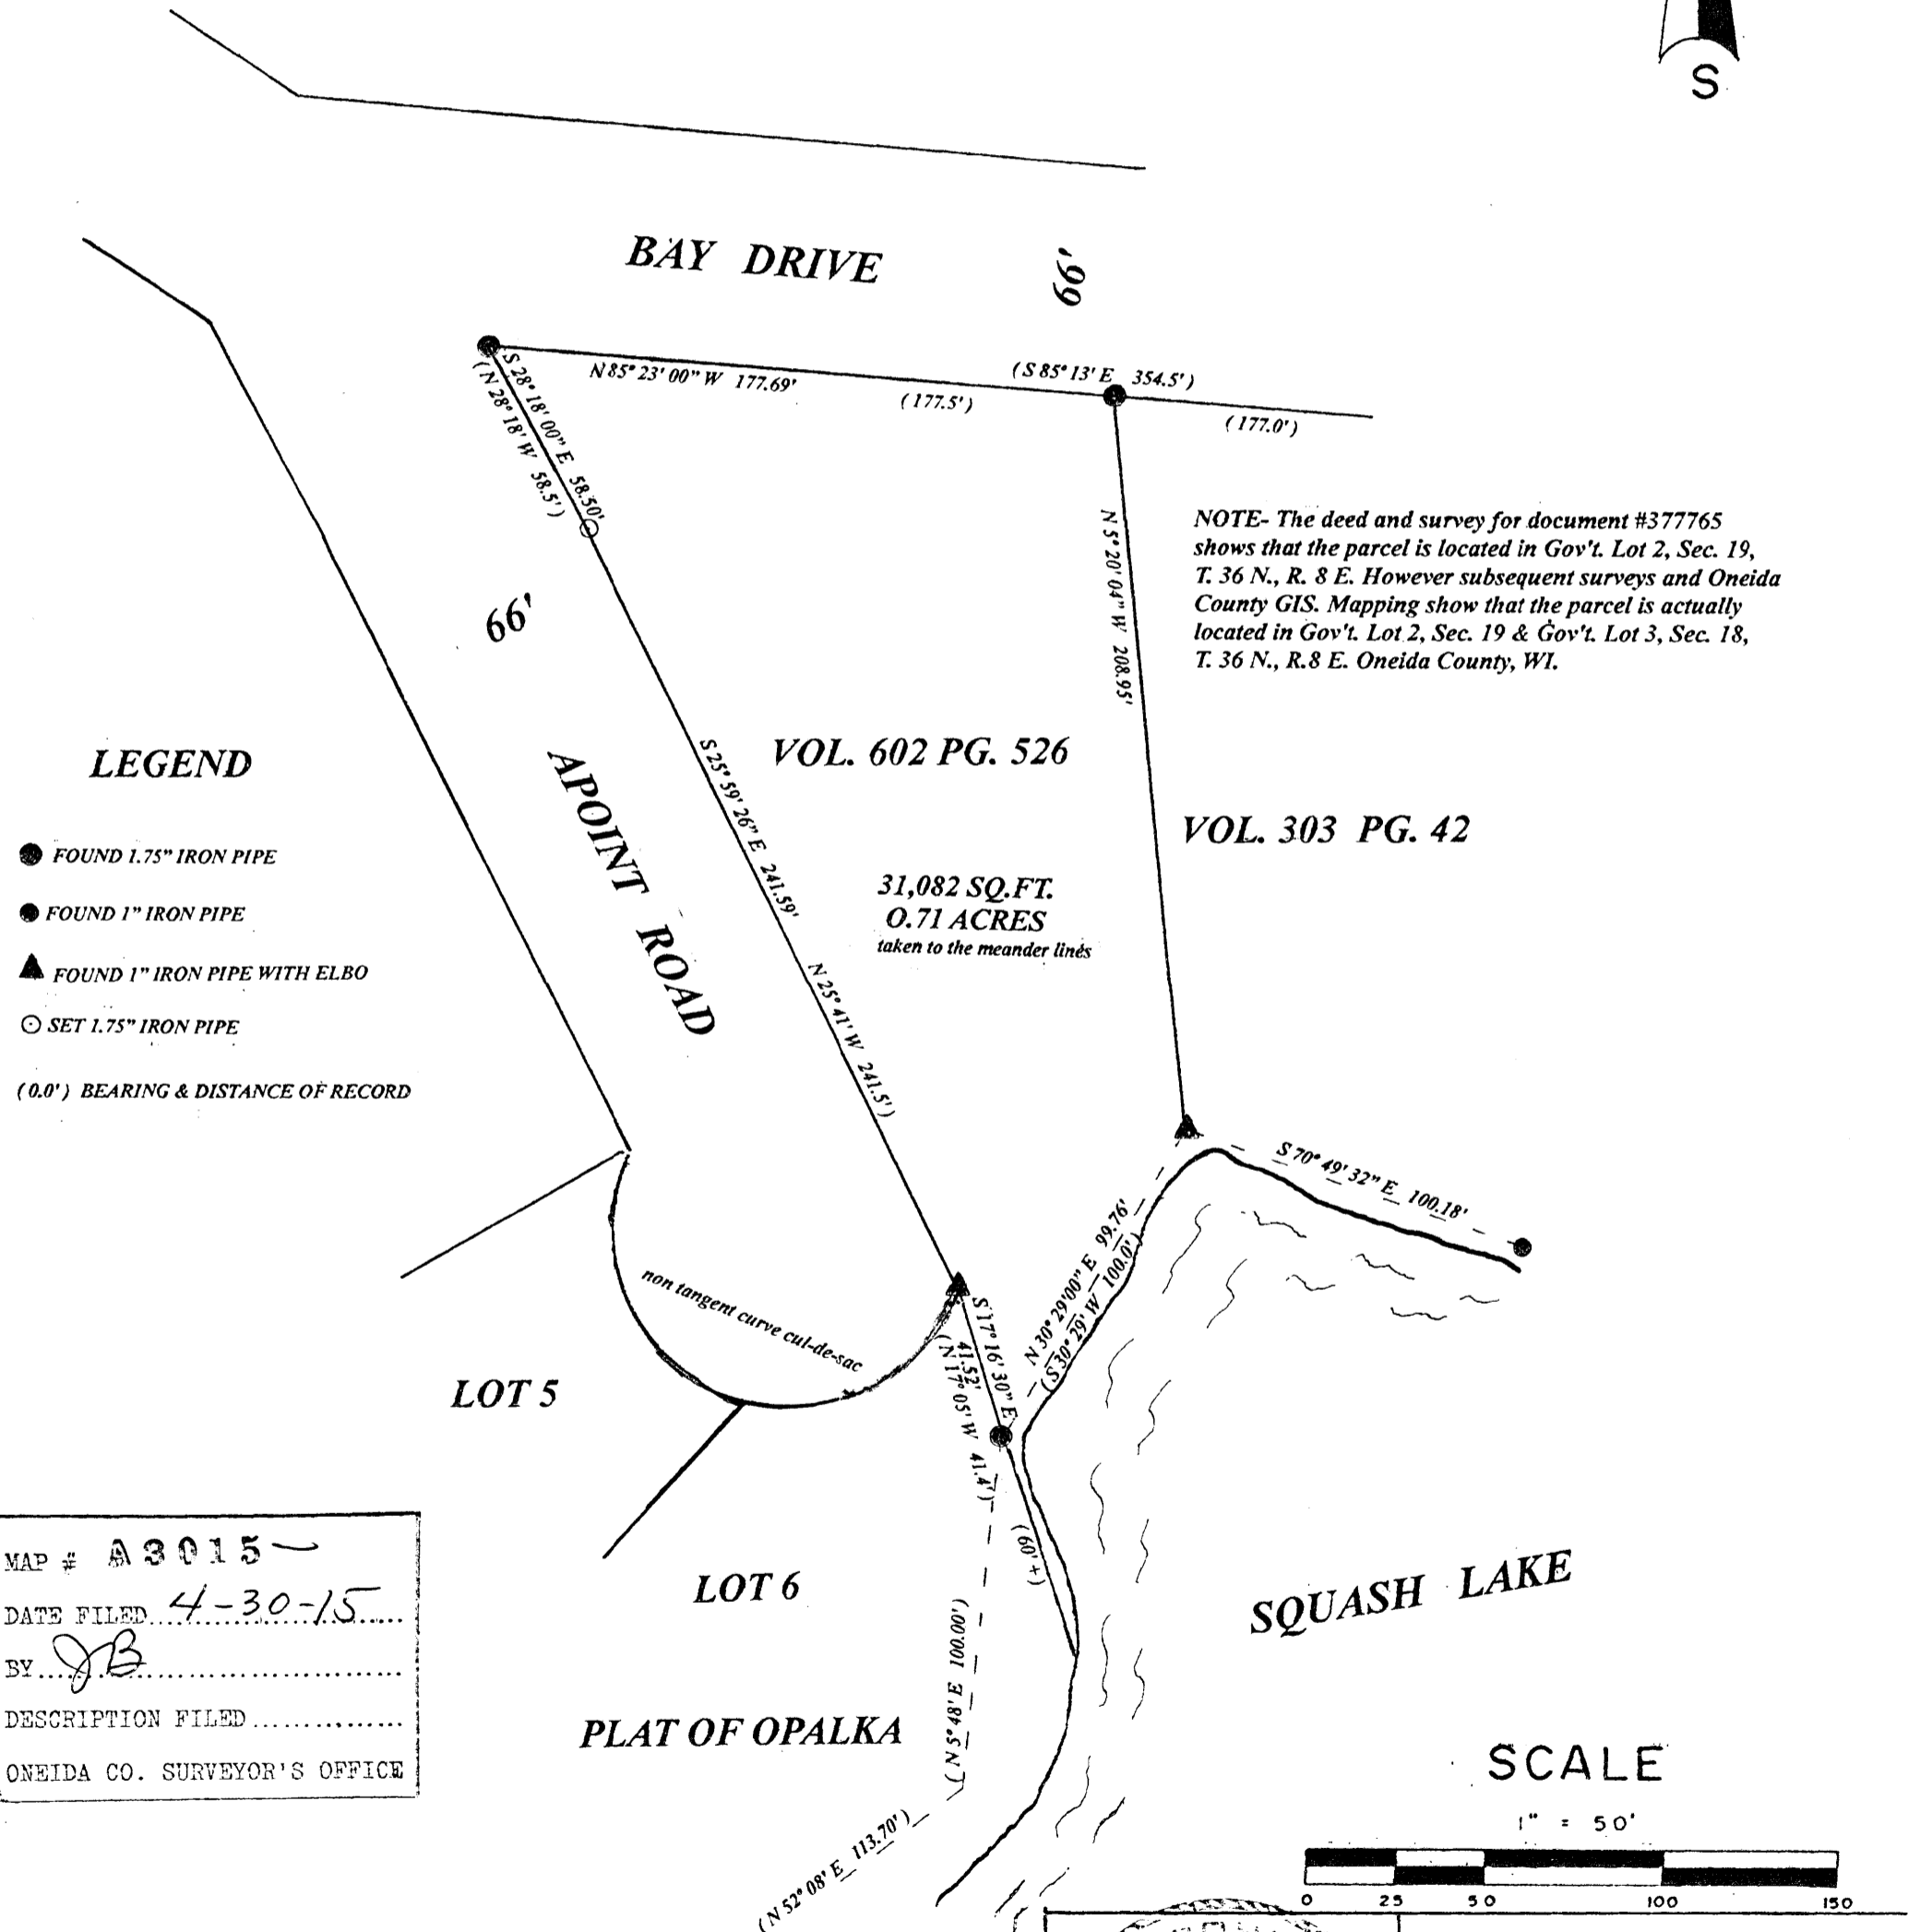 S
BAY DRIVE
66'
N 85° 23' 00" W 177.69'
(177.5')
(S 85° 13' E 354.5')
(177.0')
S 28° 18' 00" E 58.50'
(N 28° 18' W 58.5')
N 5° 20' 04" W 208.95'
NOTE- The deed and survey for document #377765
shows that the parcel is located in Gov't. Lot 2, Sec. 19,
T. 36 N., R. 8 E. However subsequent surveys and Oneida
County GIS. Mapping show that the parcel is actually
located in Gov't. Lot 2, Sec. 19 & Gov't. Lot 3, Sec. 18,
T. 36 N., R.8 E. Oneida County, WI.
66'
APOINT ROAD
S 25° 59' 26" E 241.59'
N 25° 41' W 241.5')
VOL. 602 PG. 526
VOL. 303 PG. 42
31,082 SQ.FT.
O.71 ACRES
taken to the meander lines
LEGEND
FOUND 1.75" IRON PIPE
FOUND 1" IRON PIPE
FOUND 1" IRON PIPE WITH ELBO
SET 1.75" IRON PIPE
(0.0') BEARING & DISTANCE OF RECORD
S 70° 49' 32" E 100.18'
N 30° 29' 00" E 99.76'
(S 30° 29' W 100.0')
non tangent curve cul-de-sac
S 17° 16' 30" E
41.52'
(N 17° 05' W 41.4')
(60'+)
LOT 5
LOT 6
(N 5° 48' E 100.00')
(N 52° 08' E 113.70')
PLAT OF OPALKA
SQUASH LAKE
MAP # A3015
DATE FILED 4-30-15
BY JB
DESCRIPTION FILED
ONEIDA CO. SURVEYOR'S OFFICE
SCALE
1" = 50'
0 25 50 100 150